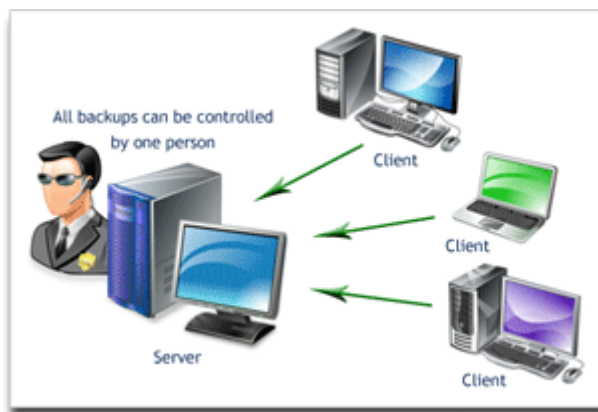 All backups can be controlled
by one person
Client
Client
Server
Client